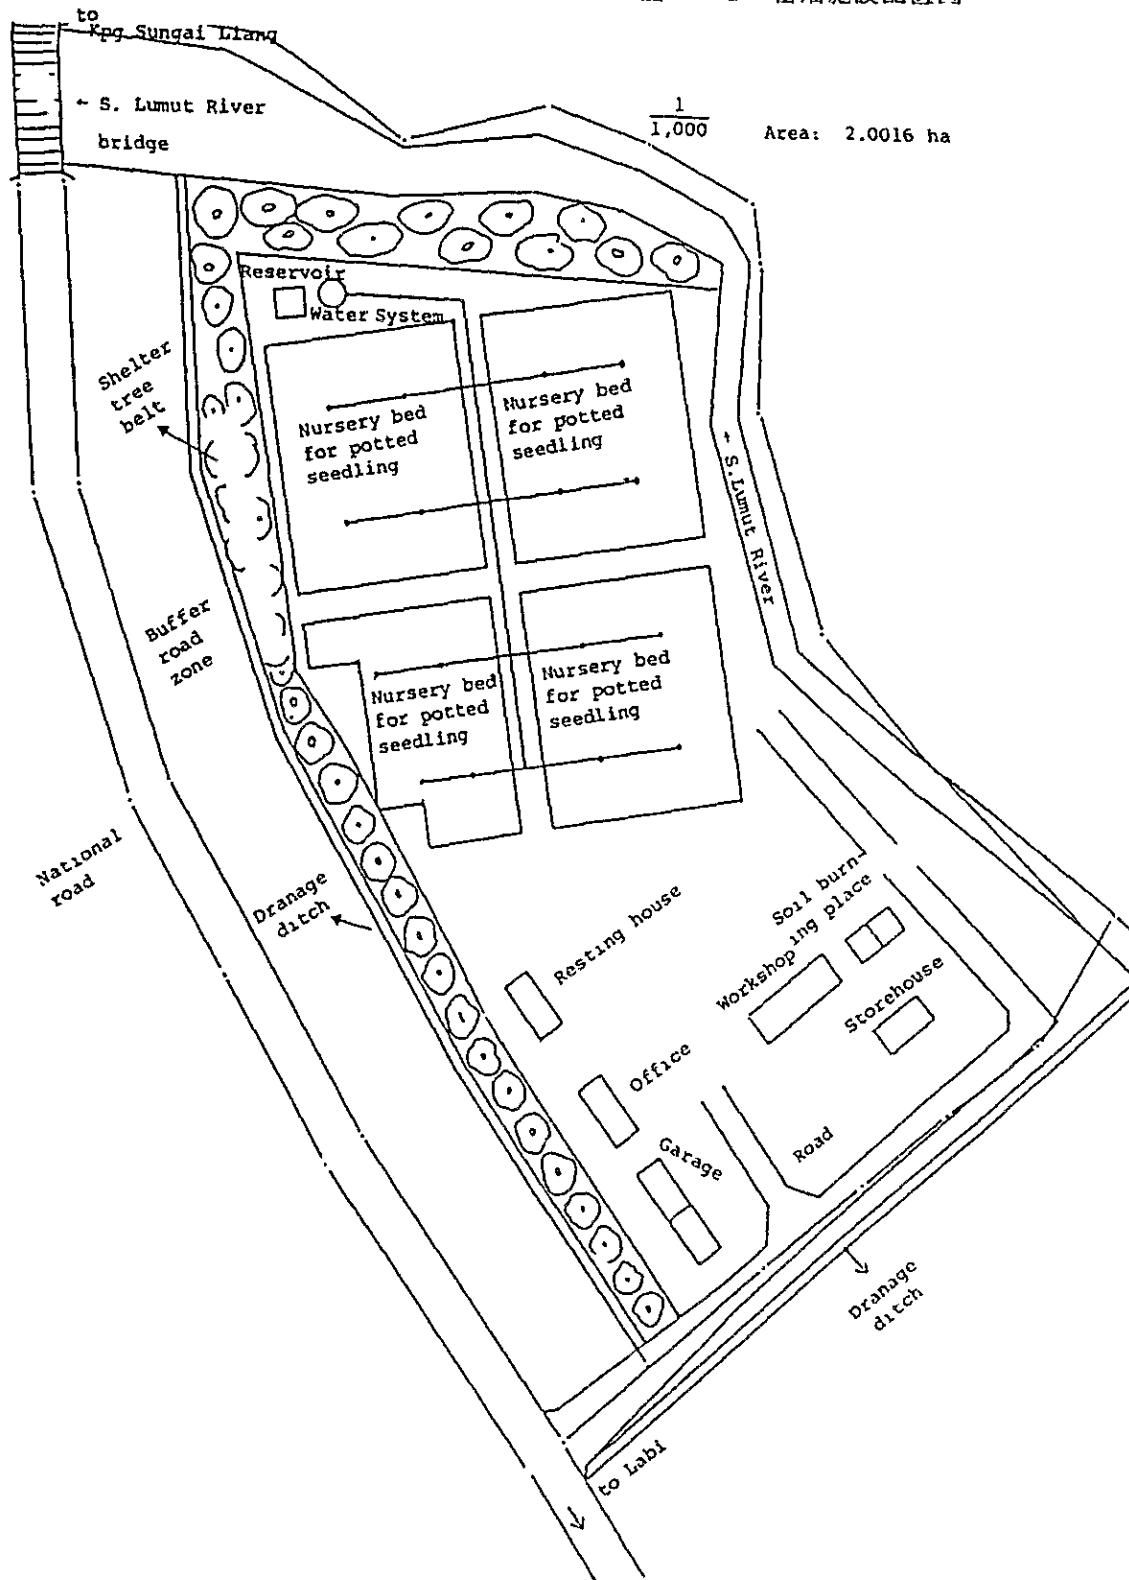 to
Kpg Sungai Liang
← S. Lumut River
bridge
1
1,000
Area: 2.0016 ha
Reservoir
Water System
Shelter
tree
belt
Nursery bed
for potted
seedling
Nursery bed
for potted
seedling
← S.Lumut River
Buffer
road
zone
Nursery bed
for potted
seedling
Nursery bed
for potted
seedling
National
road
Dranage
ditch
Resting house
Soil burn-
ing place
Workshop
Storehouse
Office
Garage
Road
Dranage
ditch
to Labi